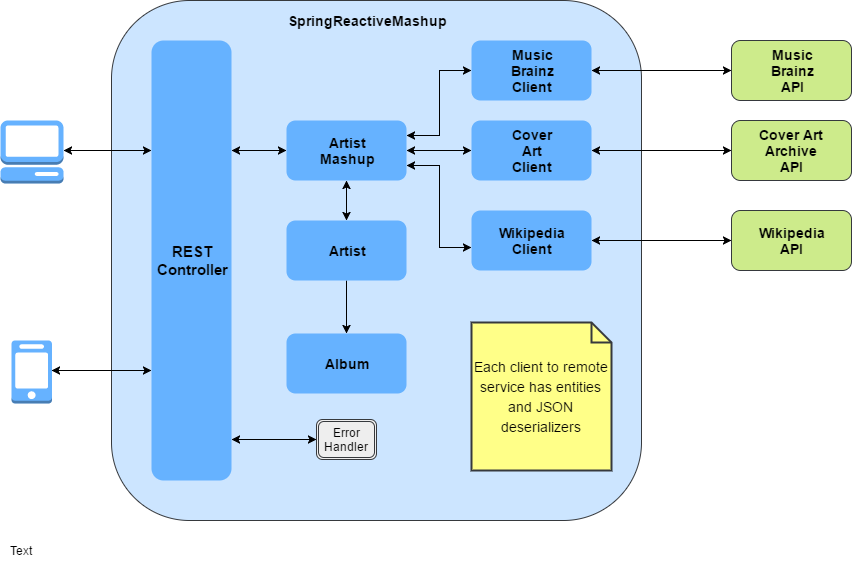 SpringReactiveMashup
Music
Brainz
Client
Music
Brainz
API
Artist
Mashup
Cover
Art
Client
Cover Art
Archive
API
REST
Controller
Artist
Wikipedia
Client
Wikipedia
API
Album
Each client to remote
service has entities
and JSON
deserializers
Error
Handler
Text